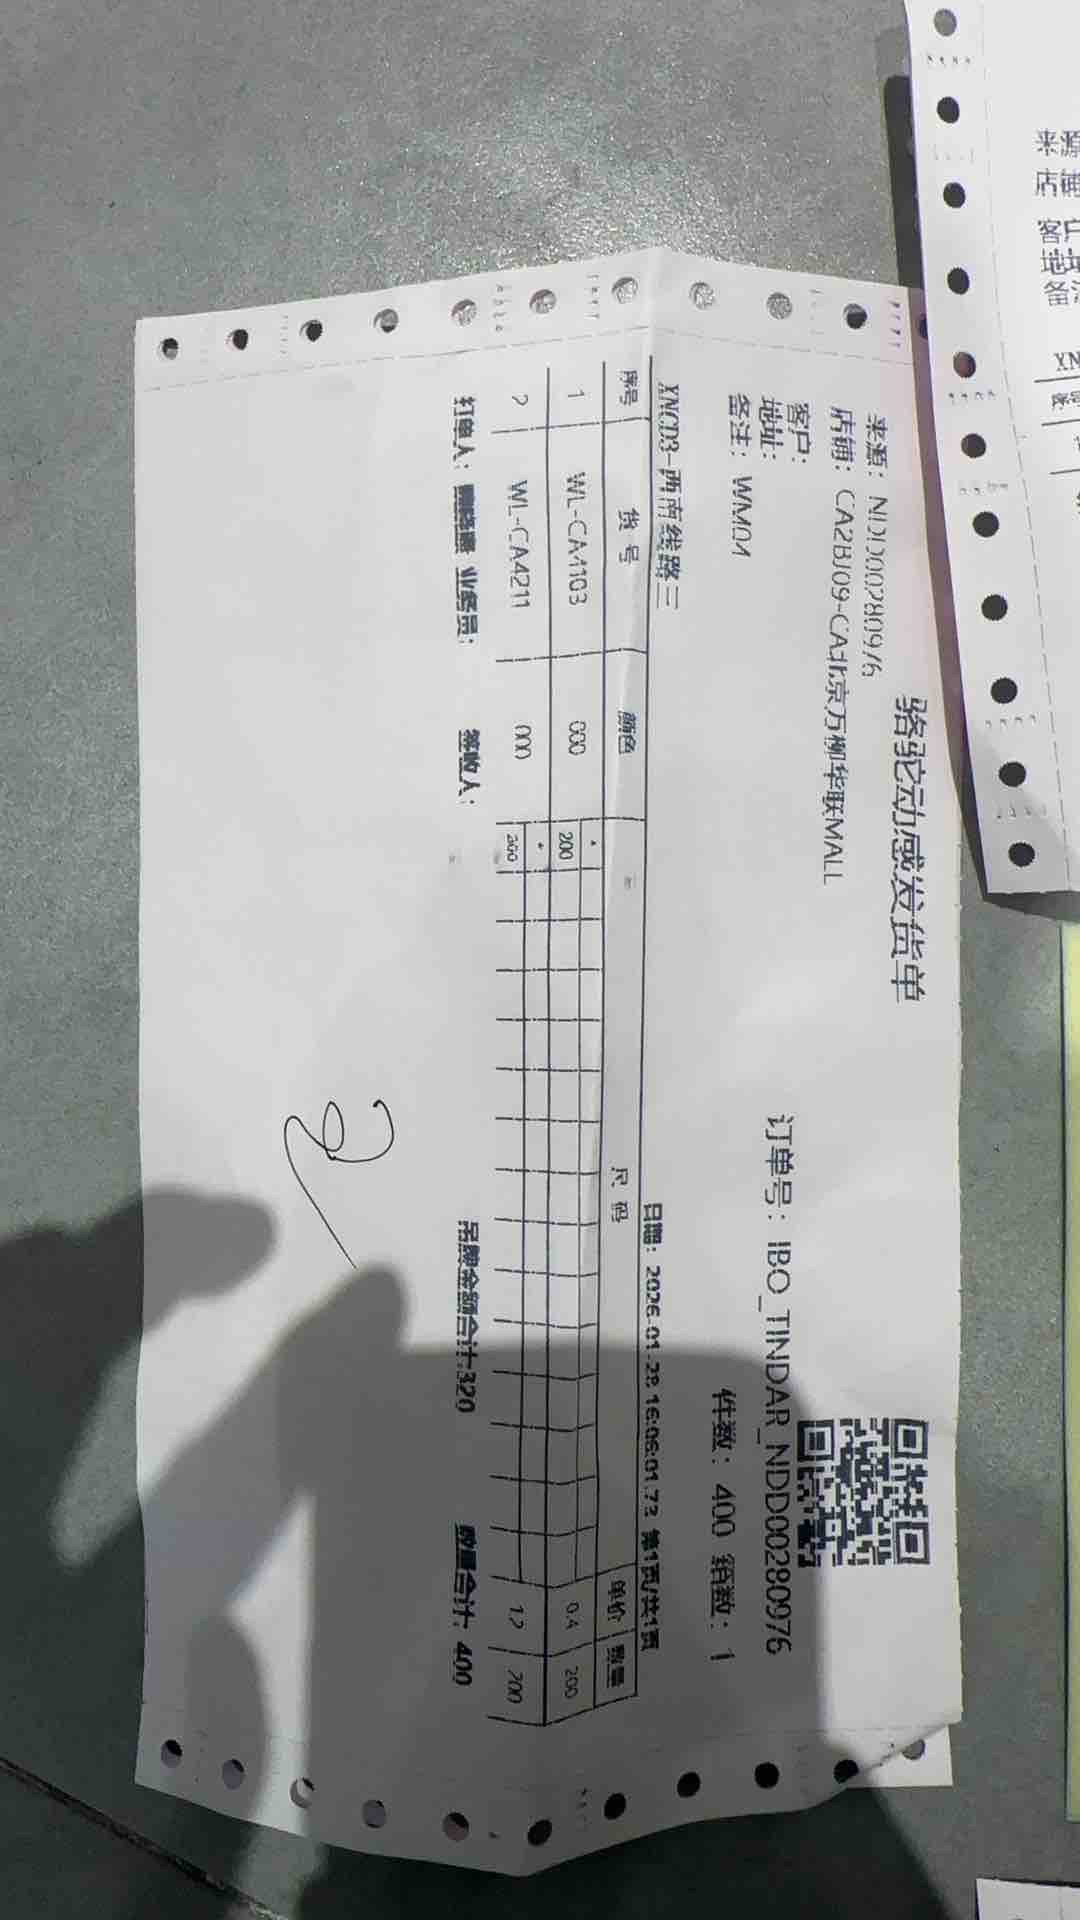 骆驼动感发货单
来源: NDD00280976
店铺: CA2BJ09-CA北京万柳华联MALL
订单号: IBO_TINDAR_NDD00280976
客户:
地址:
备注: WM04
件数: 400 箱数: 1
XNCD3-西南线路三
日期: 2026-01-28 16:06:01.73 第1页/共1页
序号 货号 颜色 尺码 单价 数量
1 WL-CA4103 000 200 0.4 200
2 WL-CA4211 000 200 1.2 200
打单人: 业务员: 签收人: 吊牌金额合计:320 数量合计: 400
来源
店铺
客户
地址
备注
XN
序号